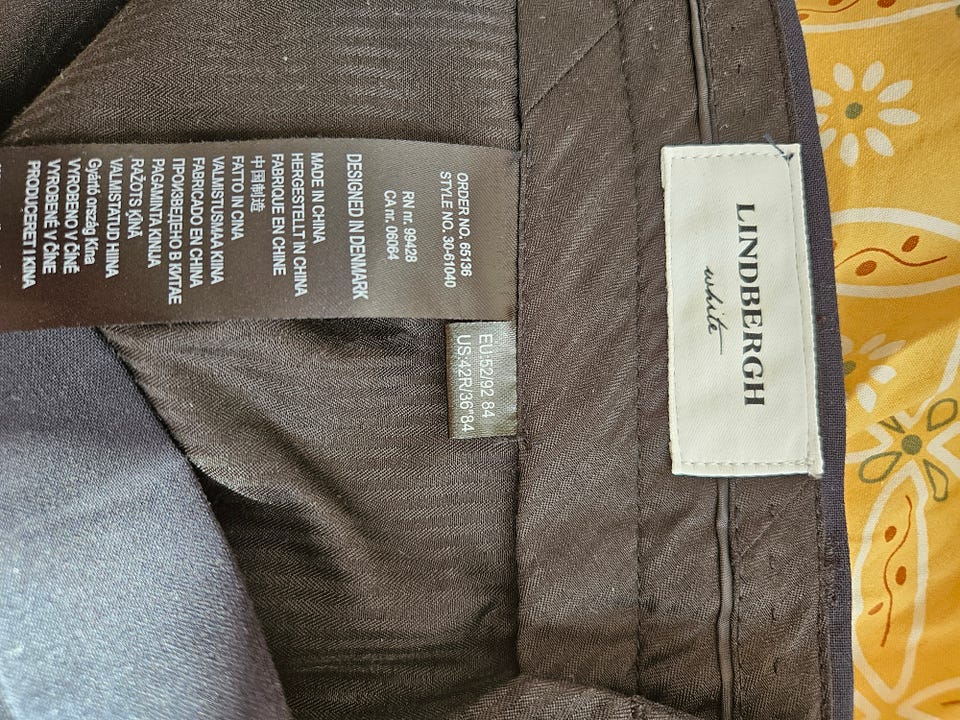 LINDBERGH
white
ORDER NO. 65136
STYLE NO. 30-61040
RN nr. 99428
CA nr. 06064
DESIGNED IN DENMARK
MADE IN CHINA
HERGESTELLT IN CHINA
FABRIQUÉ EN CHINE
中国制造
FATTO IN CINA
VALMISTUSMAA KIINA
FABRICADO EN CHINA
ПРОИЗВЕДЕНО В КИТАЕ
PAGAMINTA KINIJA
RAŽOTS ĶĪNĀ
VALMISTATUD HIINA
Gyártó ország Kína
VYROBENO V ČÍNĚ
VYROBENÉ V ČÍNE
PRODUCERET I KINA
EU:52/92 84
US:42R/36"84